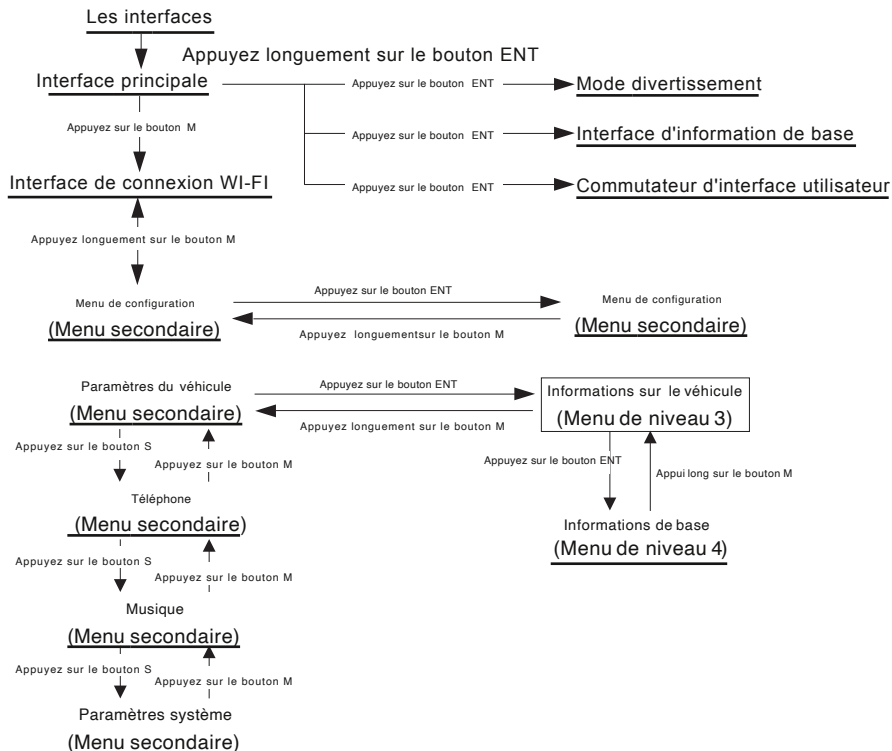 Les interfaces
Appuyez longuement sur le bouton ENT
Interface principale
Appuyez sur le bouton ENT
Mode divertissement
Appuyez sur le bouton M
Appuyez sur le bouton ENT
Interface d'information de base
Interface de connexion WI-FI
Appuyez sur le bouton ENT
Commutateur d'interface utilisateur
Appuyez longuement sur le bouton M
Menu de configuration
(Menu secondaire)
Appuyez sur le bouton ENT
Appuyez longuementsur le bouton M
Menu de configuration
(Menu secondaire)
Paramètres du véhicule
(Menu secondaire)
Appuyez sur le bouton ENT
Appuyez longuement sur le bouton M
Informations sur le véhicule
(Menu de niveau 3)
Appuyez sur le bouton S
Appuyez sur le bouton M
Appuyez sur le bouton ENT
Appui long sur le bouton M
Téléphone
(Menu secondaire)
Informations de base
(Menu de niveau 4)
Appuyez sur le bouton S
Appuyez sur le bouton M
Musique
(Menu secondaire)
Appuyez sur le bouton S
Appuyez sur le bouton M
Paramètres système
(Menu secondaire)